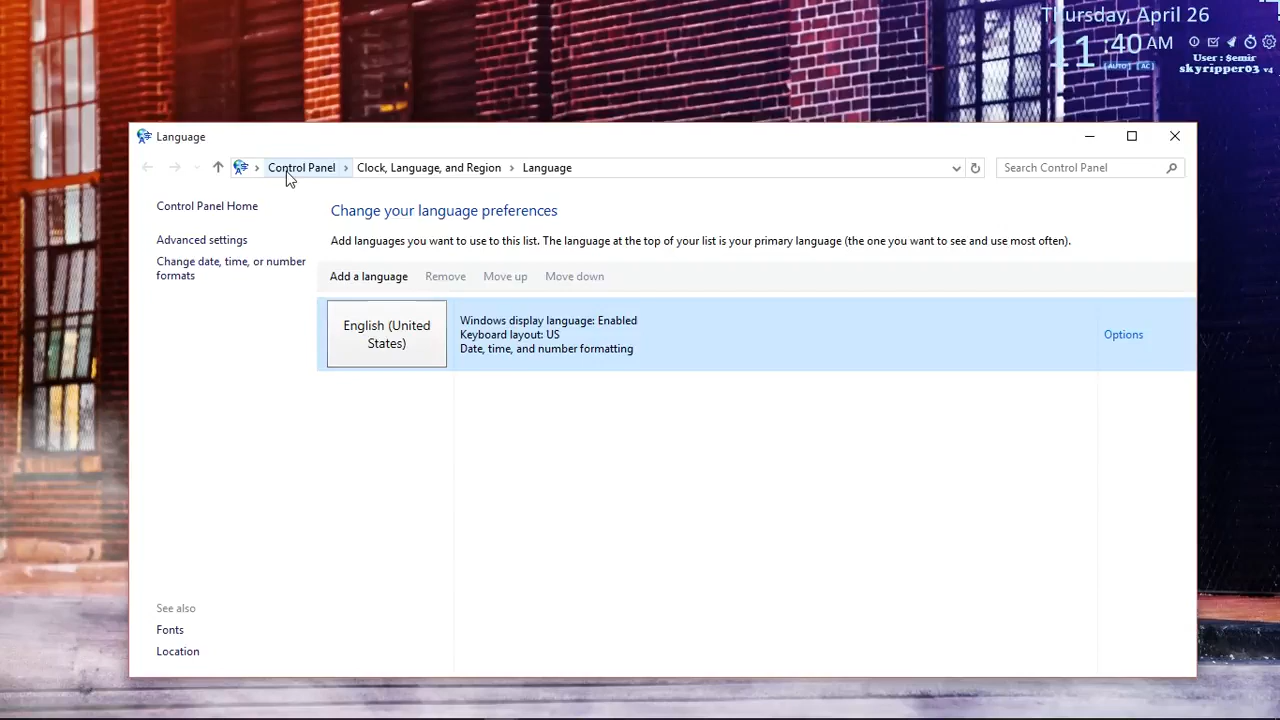 Thursday, April 26
11:40 AM
[AUTO] [AC]
User : $emir
skyripper03 v4
Language
Control Panel › Clock, Language, and Region › Language
Search Control Panel
Control Panel Home
Advanced settings
Change date, time, or number
formats
Change your language preferences
Add languages you want to use to this list. The language at the top of your list is your primary language (the one you want to see and use most often).
Add a language Remove Move up Move down
English (United
States)
Windows display language: Enabled
Keyboard layout: US
Date, time, and number formatting
Options
See also
Fonts
Location